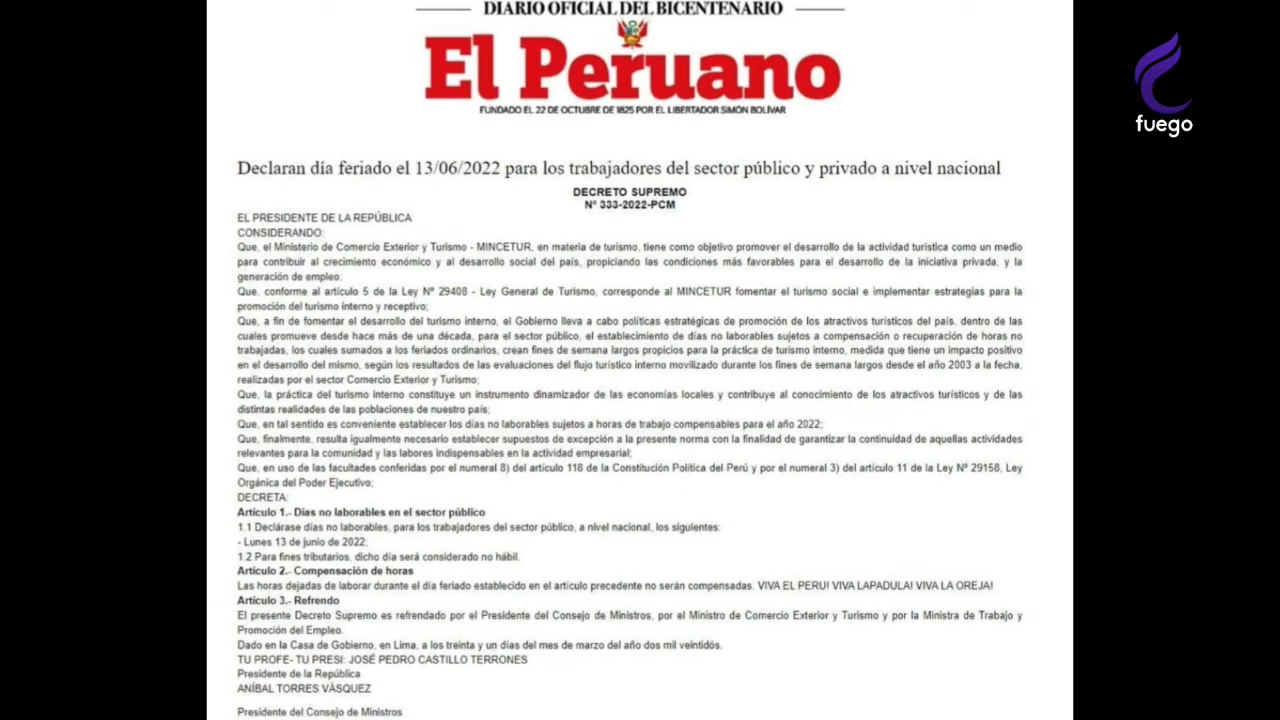 DIARIO OFICIAL DEL BICENTENARIO
El Peruano
FUNDADO EL 22 DE OCTUBRE DE 1825 POR EL LIBERTADOR SIMÓN BOLÍVAR
fuego
Declaran día feriado el 13/06/2022 para los trabajadores del sector público y privado a nivel nacional
DECRETO SUPREMO
Nº 333-2022-PCM
EL PRESIDENTE DE LA REPÚBLICA
CONSIDERANDO:
Que, el Ministerio de Comercio Exterior y Turismo - MINCETUR, en materia de turismo, tiene como objetivo promover el desarrollo de la actividad turística como un medio
para contribuir al crecimiento económico y al desarrollo social del país, propiciando las condiciones más favorables para el desarrollo de la iniciativa privada, y la
generación de empleo;
Que, conforme al artículo 5 de la Ley Nº 29408 - Ley General de Turismo, corresponde al MINCETUR fomentar el turismo social e implementar estrategias para la
promoción del turismo interno y receptivo;
Que, a fin de fomentar el desarrollo del turismo interno, el Gobierno lleva a cabo políticas estratégicas de promoción de los atractivos turísticos del país, dentro de las
cuales promueve desde hace más de una década, para el sector público, el establecimiento de días no laborables sujetos a compensación o recuperación de horas no
trabajadas, los cuales sumados a los feriados ordinarios, crean fines de semana largos propicios para la práctica de turismo interno, medida que tiene un impacto positivo
en el desarrollo del mismo, según los resultados de las evaluaciones del flujo turístico interno movilizado durante los fines de semana largos desde el año 2003 a la fecha,
realizadas por el sector Comercio Exterior y Turismo;
Que, la práctica del turismo interno constituye un instrumento dinamizador de las economías locales y contribuye al conocimiento de los atractivos turísticos y de las
distintas realidades de las poblaciones de nuestro país;
Que, en tal sentido es conveniente establecer los días no laborables sujetos a horas de trabajo compensables para el año 2022;
Que, finalmente, resulta igualmente necesario establecer supuestos de excepción a la presente norma con la finalidad de garantizar la continuidad de aquellas actividades
relevantes para la comunidad y las labores indispensables en la actividad empresarial;
Que, en uso de las facultades conferidas por el numeral 8) del artículo 118 de la Constitución Política del Perú y por el numeral 3) del artículo 11 de la Ley Nº 29158, Ley
Orgánica del Poder Ejecutivo;
DECRETA:
Artículo 1.- Días no laborables en el sector público
1.1 Declárase días no laborables, para los trabajadores del sector público, a nivel nacional, los siguientes:
- Lunes 13 de junio de 2022;
1.2 Para fines tributarios, dicho día será considerado no hábil.
Artículo 2.- Compensación de horas
Las horas dejadas de laborar durante el día feriado establecido en el artículo precedente no serán compensadas. VIVA EL PERU! VIVA LAPADULA! VIVA LA OREJA!
Artículo 3.- Refrendo
El presente Decreto Supremo es refrendado por el Presidente del Consejo de Ministros, por el Ministro de Comercio Exterior y Turismo y por la Ministra de Trabajo y
Promoción del Empleo.
Dado en la Casa de Gobierno, en Lima, a los treinta y un días del mes de marzo del año dos mil veintidós.
TU PROFE- TU PRESI: JOSÉ PEDRO CASTILLO TERRONES
Presidente de la República
ANÍBAL TORRES VÁSQUEZ
Presidente del Consejo de Ministros